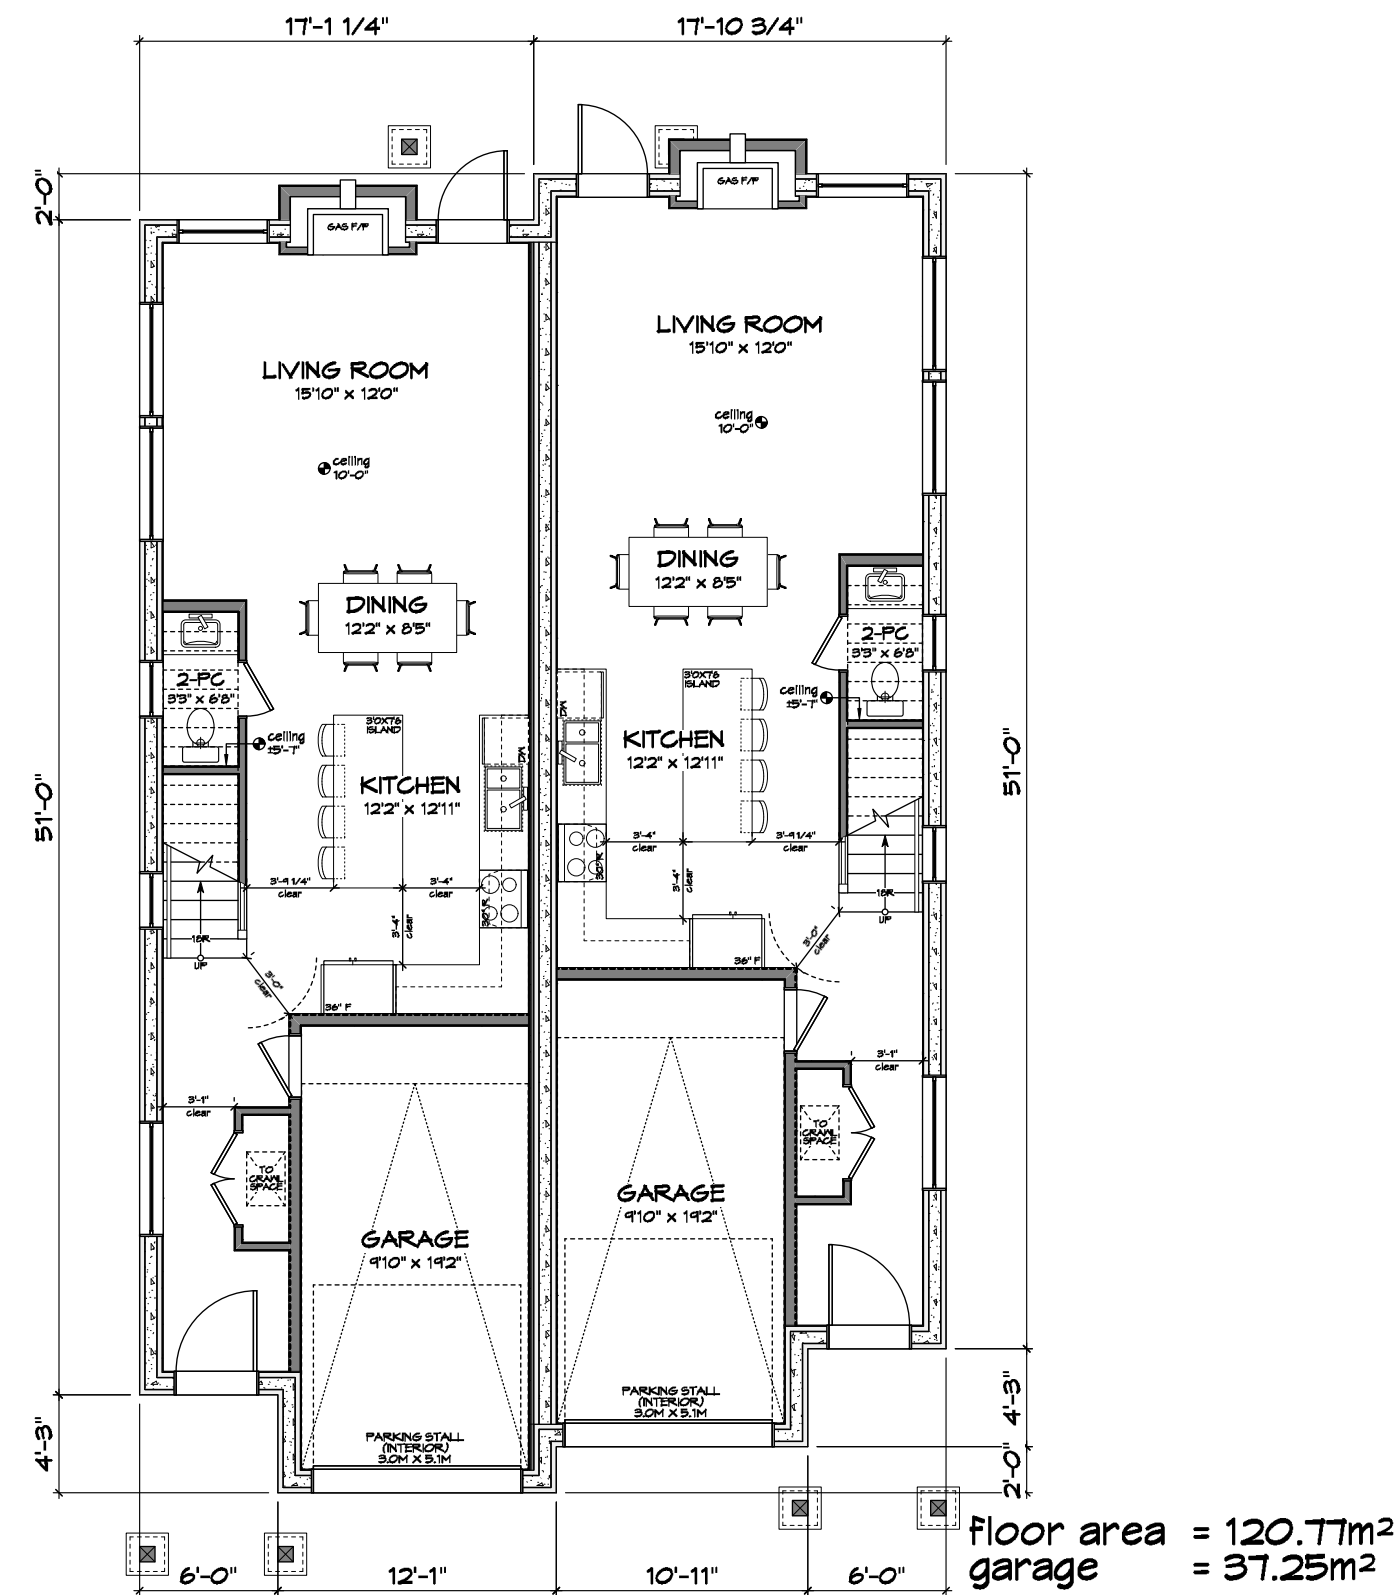 17'-1 1/4"
17'-10 3/4"
2'-0"
GAS F/P
GAS F/P
LIVING ROOM
15'10" x 12'0"
LIVING ROOM
15'10" x 12'0"
ceiling
10'-0"
ceiling
10'-0"
DINING
12'2" x 8'5"
DINING
12'2" x 8'5"
2-PC
3'3" x 6'8"
2-PC
3'3" x 6'8"
3'0X7'6
ISLAND
3'0X7'6
ISLAND
ceiling
±5'-7"
ceiling
±5'-7"
DW
DW
KITCHEN
12'2" x 12'11"
KITCHEN
12'2" x 12'11"
51'-0"
51'-0"
3'-4"
clear
3'-9 1/4"
clear
3'-9 1/4"
clear
3'-4"
clear
3'-4"
clear
3'-4"
clear
30" R
30" R
18R
UP
18R
UP
3'-0"
clear
3'-0"
clear
36" F
36" F
3'-1"
clear
3'-1"
clear
TO
CRAWL
SPACE
TO
CRAWL
SPACE
GARAGE
9'10" x 19'2"
GARAGE
9'10" x 19'2"
PARKING STALL
(INTERIOR)
3.0M X 5.1M
PARKING STALL
(INTERIOR)
3.0M X 5.1M
4'-3"
4'-3"
2'-0"
6'-0"
12'-1"
10'-11"
6'-0"
floor area = 120.77m²
garage = 37.25m²